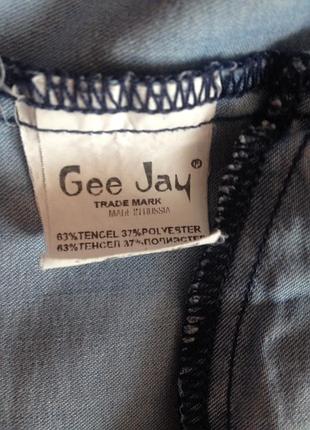 Gee Jay®
TRADE MARK
MADE IN RUSSIA
63%TENCEL 37%POLYESTER
63%ТЕНСЕЛ 37%ПОЛИЭСТЕР